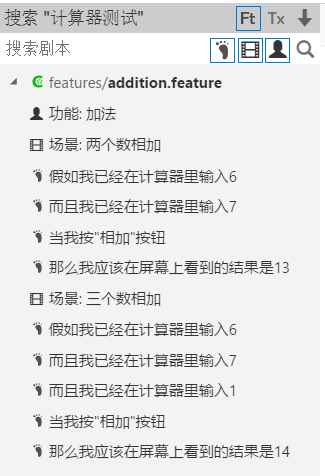 搜索 "计算器测试" Ft Tx
搜索剧本
features/addition.feature
功能: 加法
场景: 两个数相加
假如我已经在计算器里输入6
而且我已经在计算器里输入7
当我按"相加"按钮
那么我应该在屏幕上看到的结果是13
场景: 三个数相加
假如我已经在计算器里输入6
而且我已经在计算器里输入7
而且我已经在计算器里输入1
当我按"相加"按钮
那么我应该在屏幕上看到的结果是14